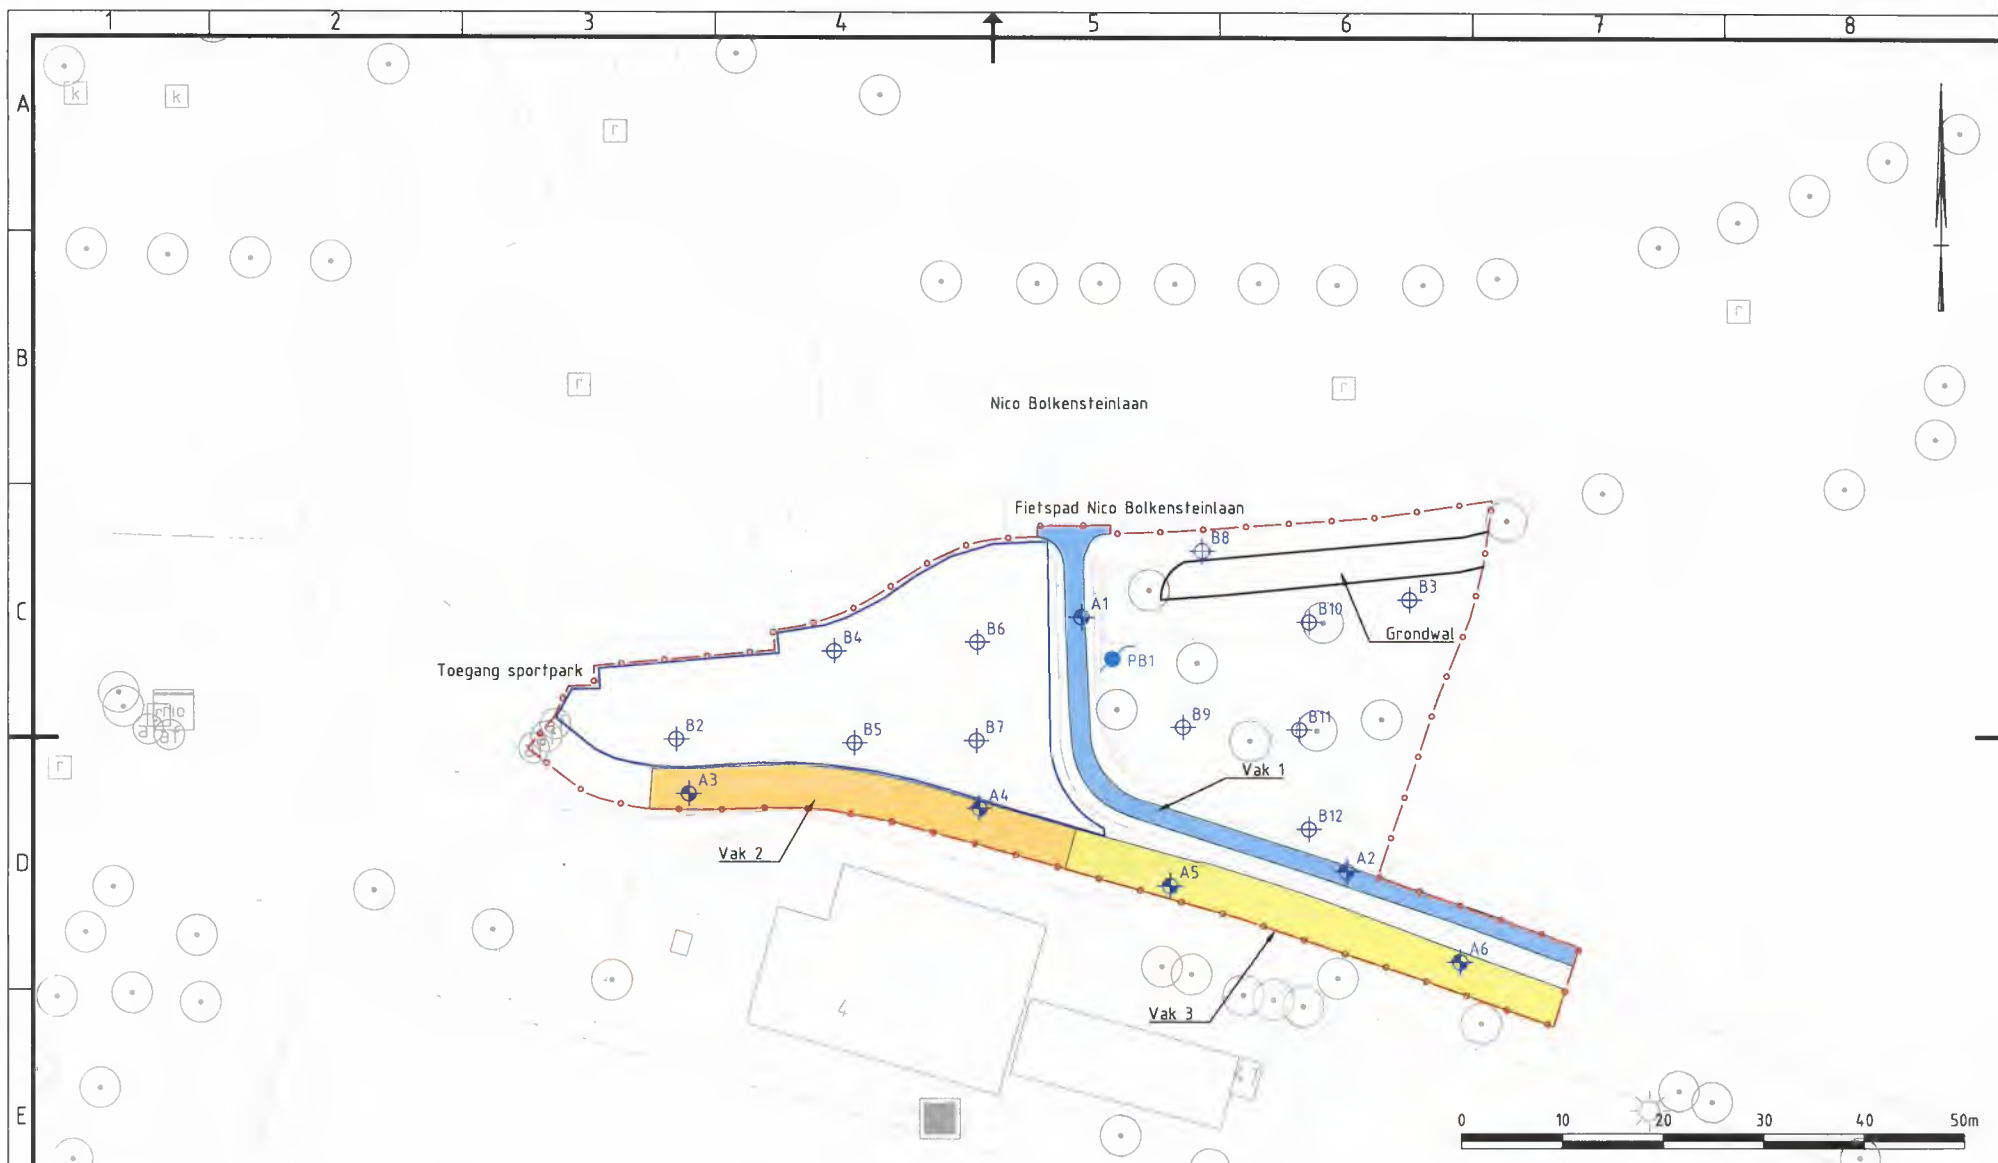 1 2 3 4 5 6 7 8
A
k k
r
r
B
r r
Nico Bolkensteinlaan
Fietspad Nico Bolkensteinlaan
B8
C
A1
B3
B10
B4
B6
Grondwal
PB1
Toegang sportpark
B9
B11
B2
B5
B7
r
Vak 1
A3
A4
B12
Vak 2
D
A2
A5
A6
4
Vak 3
E
0 10 20 30 40 50m